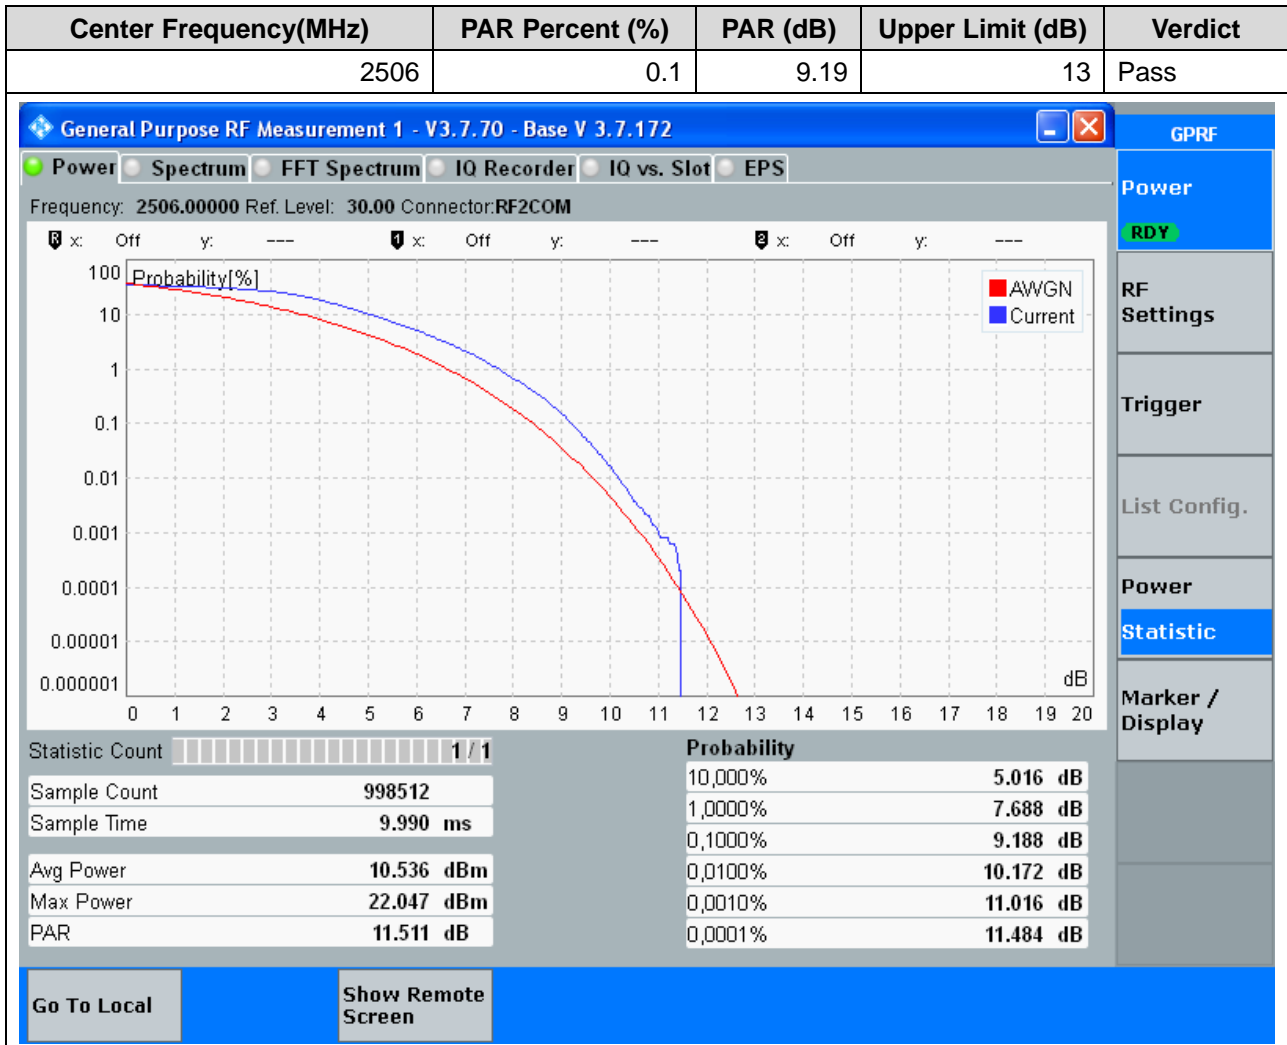 Center Frequency(MHz) PAR Percent (%) PAR (dB) Upper Limit (dB) Verdict
2506 0.1 9.19 13 Pass
General Purpose RF Measurement 1 - V3.7.70 - Base V 3.7.172
GPRF
Power Spectrum FFT Spectrum IQ Recorder IQ vs. Slot EPS
Frequency: 2506.00000 Ref. Level: 30.00 Connector:RF2COM
R x: Off y: --- 1 x: Off y: --- 2 x: Off y: ---
Probability[%]
AWGN
Current
100
10
1
0.1
0.01
0.001
0.0001
0.00001
0.000001
dB
0 1 2 3 4 5 6 7 8 9 10 11 12 13 14 15 16 17 18 19 20
Statistic Count 1 / 1
Sample Count 998512
Sample Time 9.990 ms
Avg Power 10.536 dBm
Max Power 22.047 dBm
PAR 11.511 dB
Probability
10,000% 5.016 dB
1,0000% 7.688 dB
0,1000% 9.188 dB
0,0100% 10.172 dB
0,0010% 11.016 dB
0,0001% 11.484 dB
Power
RDY
RF
Settings
Trigger
List Config.
Power
Statistic
Marker /
Display
Go To Local
Show Remote
Screen